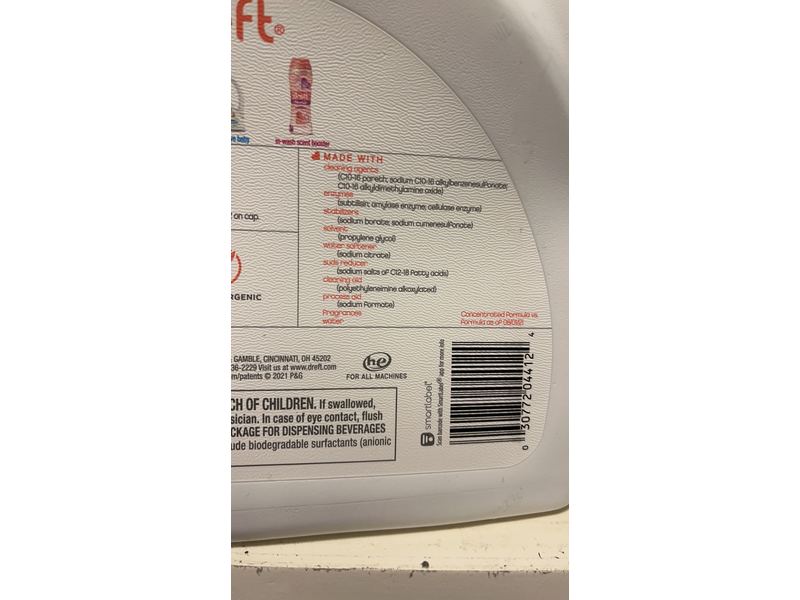 ft®
e baby
in-wash scent booster
MADE WITH
cleaning agents
(C10-16 pareth; sodium C10-16 alkylbenzenesulfonate;
C10-16 alkyldimethylamine oxide)
enzymes
(subtilisin; amylase enzyme; cellulase enzyme)
stabilizers
(sodium borate; sodium cumenesulfonate)
solvent
(propylene glycol)
water softener
(sodium citrate)
suds reducer
(sodium salts of C12-18 fatty acids)
cleaning aid
(polyethyleneimine alkoxylated)
process aid
(sodium formate)
fragrances
water
Concentrated Formula vs.
Formula as of 08/01/21
on cap.
RGENIC
GAMBLE, CINCINNATI, OH 45202
36-2229 Visit us at www.dreft.com
m/patents © 2021 P&G
he
FOR ALL MACHINES
CH OF CHILDREN. If swallowed,
sician. In case of eye contact, flush
CKAGE FOR DISPENSING BEVERAGES
ude biodegradable surfactants (anionic
smartlabel®
Scan barcode with SmartLabel® app for more info
0 30772 04412 4